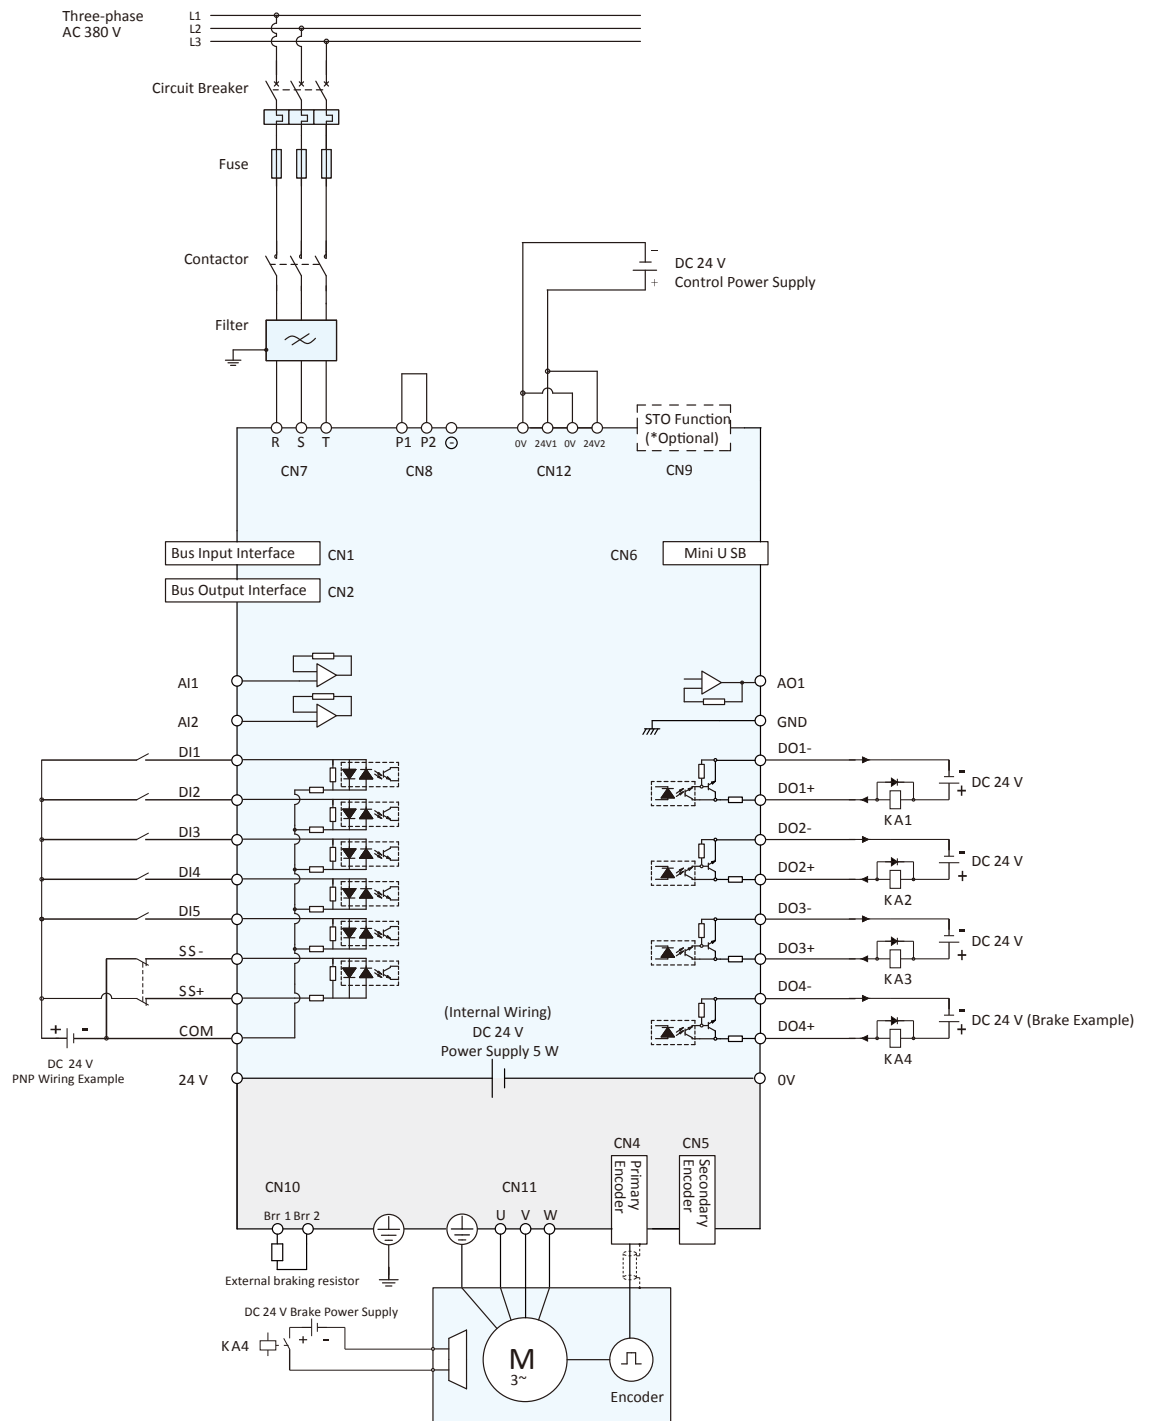 Three-phase
AC 380 V
L1
L2
L3
Circuit Breaker
Fuse
Contactor
Filter
DC 24 V
Control Power Supply
− 
+
STO Function
(*Optional)
R S T
P1 P2 -
0V 24V1 0V 24V2
CN7
CN8
CN12
CN9
Bus Input Interface
CN1
CN6
Mini U SB
Bus Output Interface
CN2
AI1
AO1
AI2
GND
DI1
DO1-
DI2
DO1+
- 
+
DC 24 V
KA1
DI3
DO2-
DI4
DO2+
-
+
DC 24 V
KA2
DI5
DO3-
SS-
DO3+
-
+
DC 24 V
KA3
SS+
DO4-
COM
DO4+
-
+
DC 24 V (Brake Example)
KA4
+ -
DC 24 V
PNP Wiring Example
(Internal Wiring)
DC 24 V
Power Supply 5 W
24 V
0V
CN4
CN5
Primary
Encoder
Secondary
Encoder
CN10
CN11
Brr 1 Brr 2
U V W
External braking resistor
DC 24 V Brake Power Supply
+ -
KA4
M
3~
Encoder